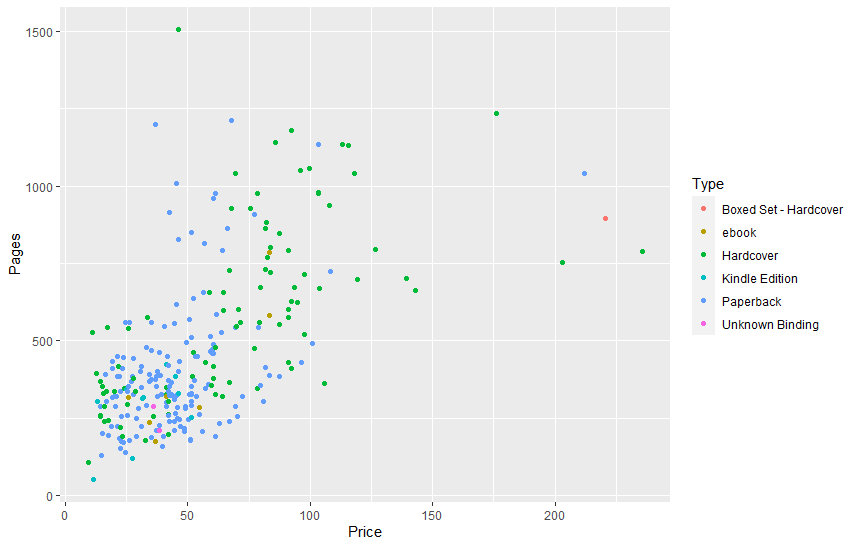 1500
1000
500
0
Pages
0
50
100
150
200
Price
Type
Boxed Set - Hardcover
ebook
Hardcover
Kindle Edition
Paperback
Unknown Binding